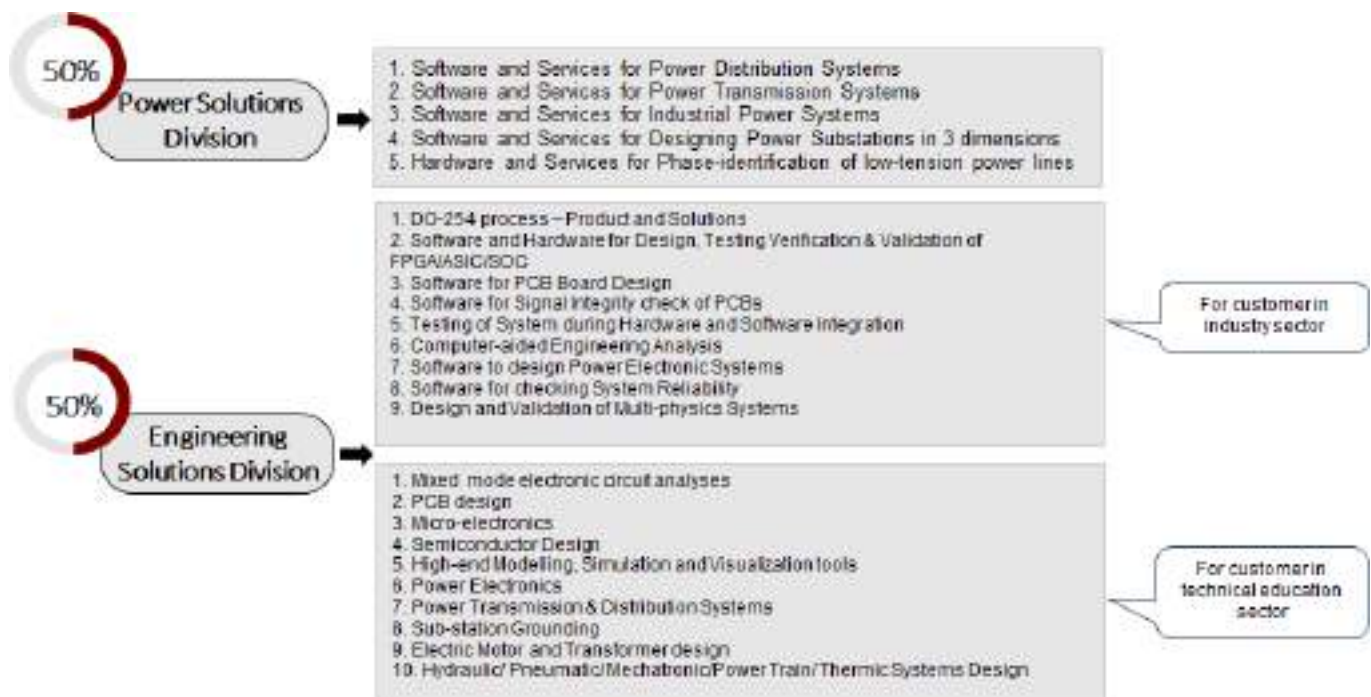 50%
Power Solutions
Division
1. Software and Services for Power Distribution Systems
2. Software and Services for Power Transmission Systems
3. Software and Services for Industrial Power Systems
4. Software and Services for Designing Power Substations in 3 dimensions
5. Hardware and Services for Phase-identification of low-tension power lines
50%
Engineering
Solutions Division
1. DO-254 process – Product and Solutions
2. Software and Hardware for Design, Testing Verification & Validation of
FPGA/ASIC/SOC
3. Software for PCB Board Design
4. Software for Signal Integrity check of PCBs
5. Testing of System during Hardware and Software Integration
6. Computer-aided Engineering Analysis
7. Software to design Power Electronic Systems
8. Software for checking System Reliability
9. Design and Validation of Multi-physics Systems
For customer in
industry sector
1. Mixed mode electronic circuit analyses
2. PCB design
3. Micro-electronics
4. Semiconductor Design
5. High-end Modelling, Simulation and Visualization tools
6. Power Electronics
7. Power Transmission & Distribution Systems
8. Sub-station Grounding
9. Electric Motor and Transformer design
10. Hydraulic/ Pneumatic/Mechatronic/Power Train/Thermic Systems Design
For customer in
technical education
sector